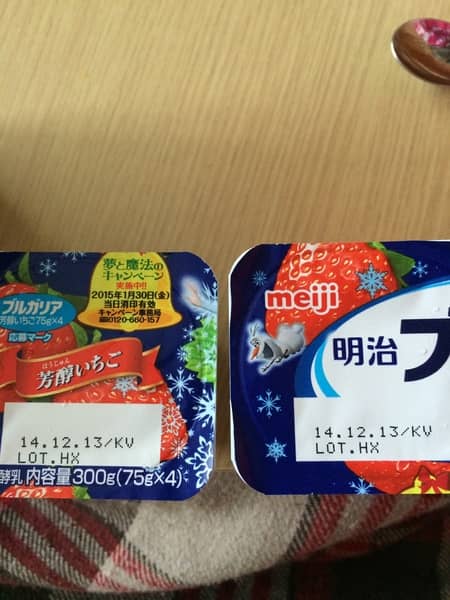 夢と魔法の
キャンペーン
実施中!!
2015年1月30日(金)
当日消印有効
キャンペーン事務局
0120-660-157
ブルガリア
芳醇いちご75g×4
応募マーク
ほうじゅん
芳醇いちご
14.12.13/KV
LOT.HX
酵乳 内容量 300g(75g×4)
meiji
明治 ブ
14.12.13/KV
LOT.HX